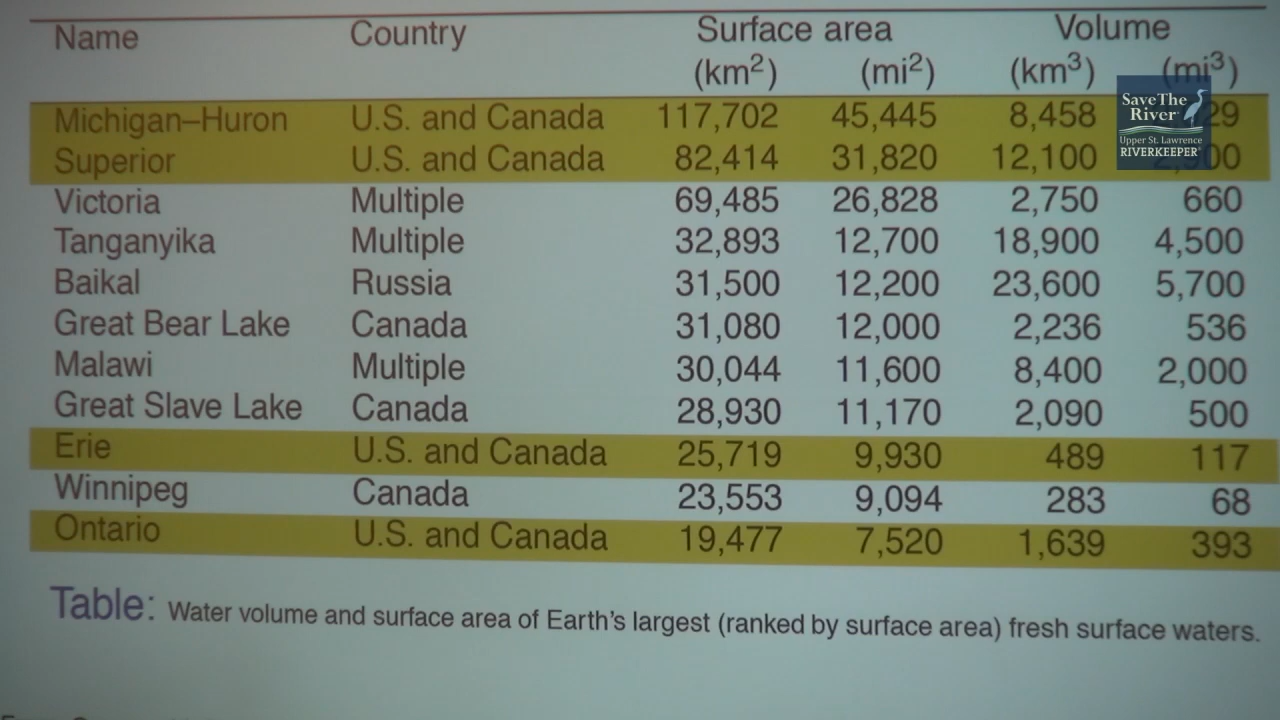 Name Country Surface area Volume
(km²) (mi²) (km³) (mi³)
Michigan–Huron U.S. and Canada 117,702 45,445 8,458
Superior U.S. and Canada 82,414 31,820 12,100
Victoria Multiple 69,485 26,828 2,750 660
Tanganyika Multiple 32,893 12,700 18,900 4,500
Baikal Russia 31,500 12,200 23,600 5,700
Great Bear Lake Canada 31,080 12,000 2,236 536
Malawi Multiple 30,044 11,600 8,400 2,000
Great Slave Lake Canada 28,930 11,170 2,090 500
Erie U.S. and Canada 25,719 9,930 489 117
Winnipeg Canada 23,553 9,094 283 68
Ontario U.S. and Canada 19,477 7,520 1,639 393
Table: Water volume and surface area of Earth's largest (ranked by surface area) fresh surface waters.
Save The
River
Upper St. Lawrence
RIVERKEEPER